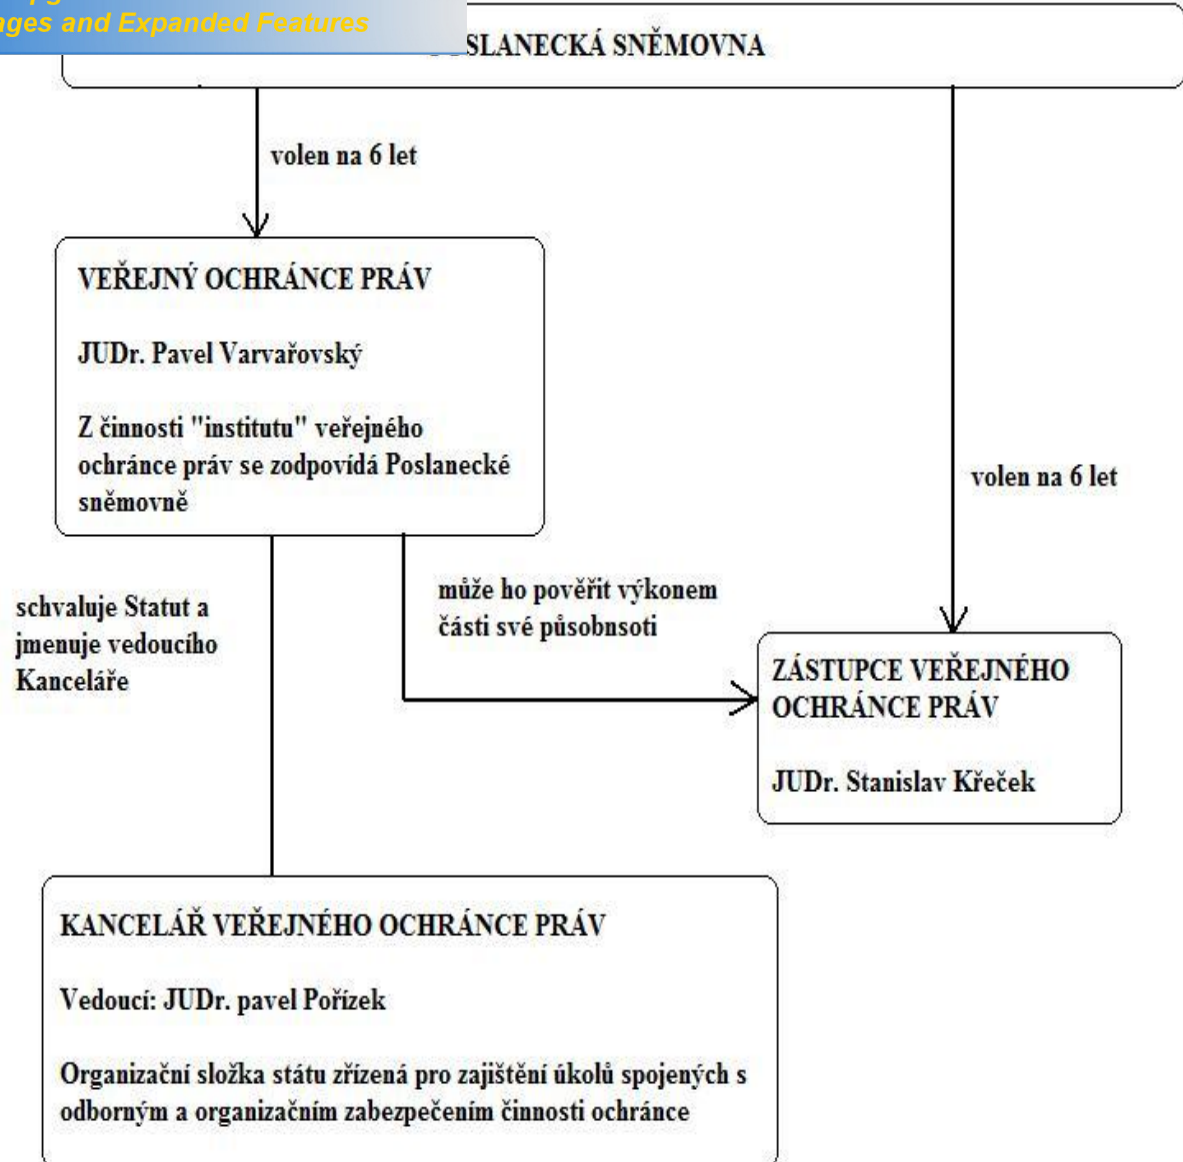 ges and Expanded Features
SLANECKÁ SNĚMOVNA
volen na 6 let
VEŘEJNÝ OCHRÁNCE PRÁV
JUDr. Pavel Varvařovský
Z činnosti "institutu" veřejného
ochránce práv se zodpovídá Poslanecké
sněmovně
volen na 6 let
schvaluje Statut a
jmenuje vedoucího
Kanceláře
může ho pověřit výkonem
části své působnsoti
ZÁSTUPCE VEŘEJNÉHO
OCHRÁNCE PRÁV
JUDr. Stanislav Křeček
KANCELÁŘ VEŘEJNÉHO OCHRÁNCE PRÁV
Vedoucí: JUDr. pavel Pořízek
Organizační složka státu zřízená pro zajištění úkolů spojených s
odborným a organizačním zabezpečením činnosti ochránce